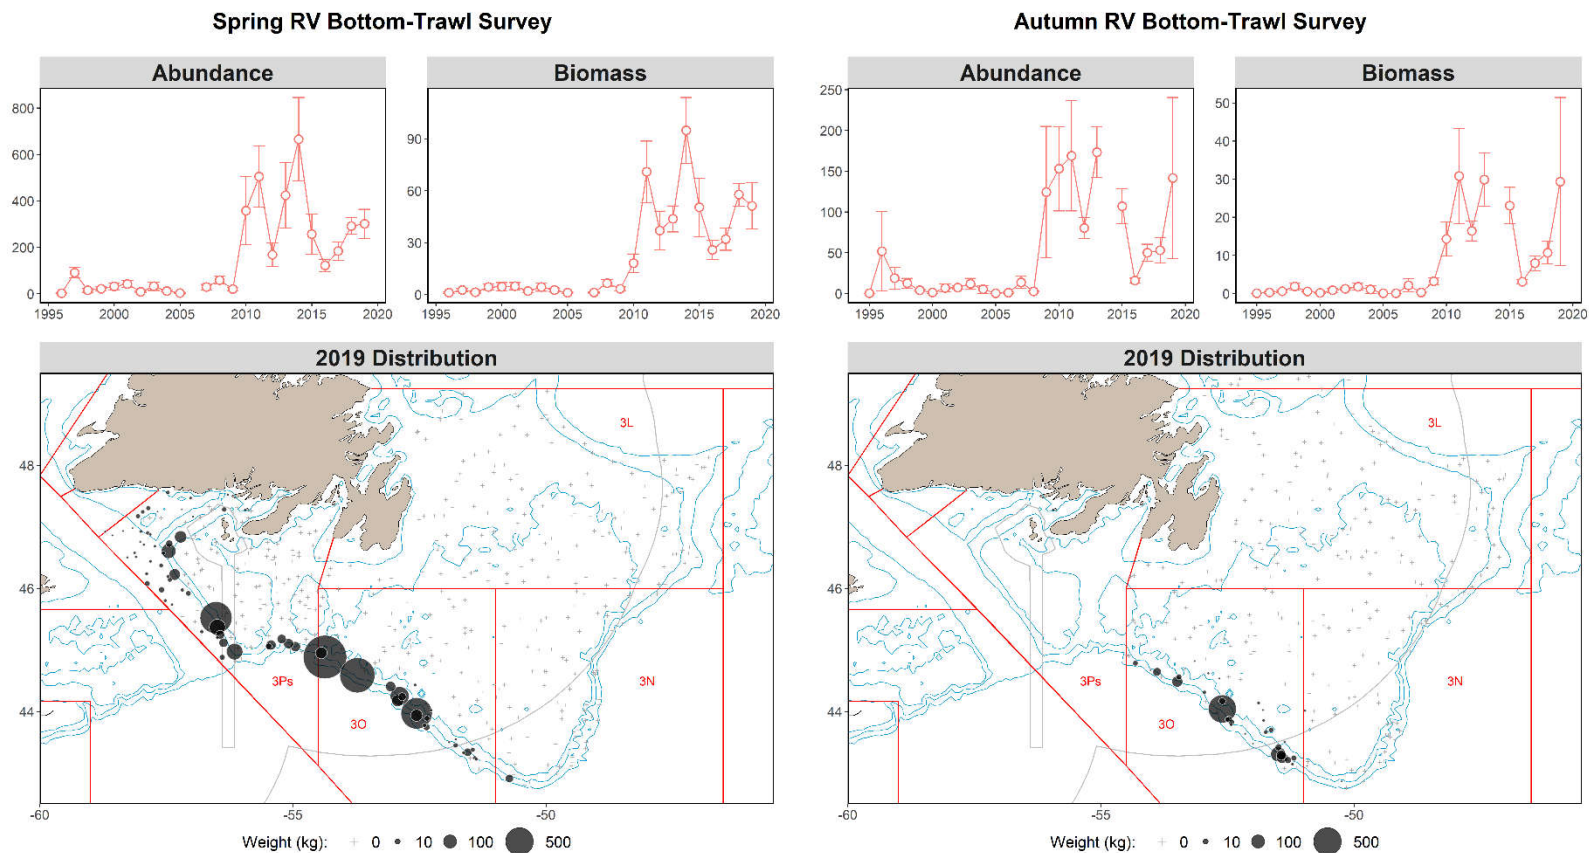 Spring RV Bottom-Trawl Survey
Autumn RV Bottom-Trawl Survey
Abundance
Biomass
Abundance
Biomass
800
600
400
200
0
1995 2000 2005 2010 2015 2020
90
60
30
0
1995 2000 2005 2010 2015 2020
250
200
150
100
50
0
1995 2000 2005 2010 2015 2020
50
40
30
20
10
0
1995 2000 2005 2010 2015 2020
2019 Distribution
2019 Distribution
48
46
44
3L
3Ps
3O
3N
-60 -55 -50
Weight (kg): 0 10 100 500
48
46
44
3L
3Ps
3O
3N
-60 -55 -50
Weight (kg): 0 10 100 500